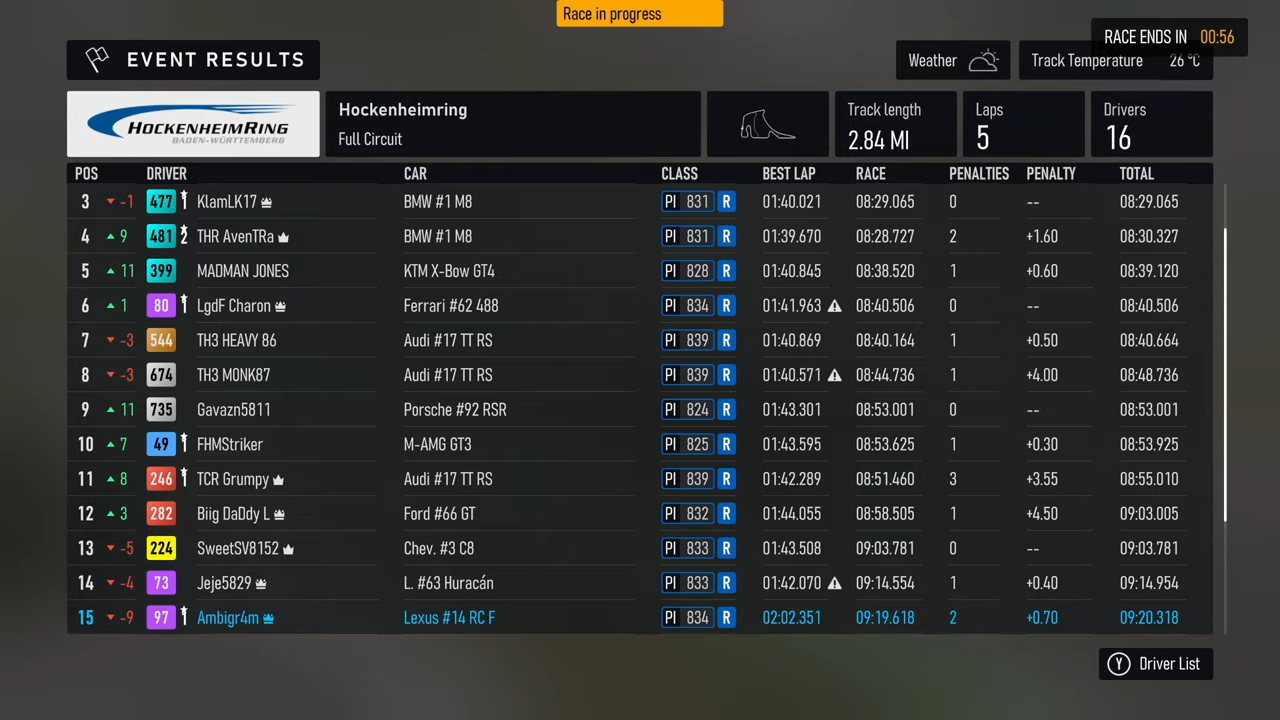 Race in progress
RACE ENDS IN 00:56
EVENT RESULTS
Weather
Track Temperature 26 °C
HOCKENHEIMRING
BADEN-WÜRTTEMBERG
Hockenheimring
Full Circuit
Track length
2.84 MI
Laps
5
Drivers
16
POS DRIVER CAR CLASS BEST LAP RACE PENALTIES PENALTY TOTAL
3 -1 477 1 KlamLK17 BMW #1 M8 PI 831 R 01:40.021 08:29.065 0 -- 08:29.065
4 9 481 2 THR AvenTRa BMW #1 M8 PI 831 R 01:39.670 08:28.727 2 +1.60 08:30.327
5 11 399 MADMAN JONES KTM X-Bow GT4 PI 828 R 01:40.845 08:38.520 1 +0.60 08:39.120
6 1 80 1 LgdF Charon Ferrari #62 488 PI 834 R 01:41.963 08:40.506 0 -- 08:40.506
7 -3 544 TH3 HEAVY 86 Audi #17 TT RS PI 839 R 01:40.869 08:40.164 1 +0.50 08:40.664
8 -3 674 TH3 MONK87 Audi #17 TT RS PI 839 R 01:40.571 08:44.736 1 +4.00 08:48.736
9 11 735 Gavazn5811 Porsche #92 RSR PI 824 R 01:43.301 08:53.001 0 -- 08:53.001
10 7 49 1 FHMStriker M-AMG GT3 PI 825 R 01:43.595 08:53.625 1 +0.30 08:53.925
11 8 246 1 TCR Grumpy Audi #17 TT RS PI 839 R 01:42.289 08:51.460 3 +3.55 08:55.010
12 3 282 Biig DaDdy L Ford #66 GT PI 832 R 01:44.055 08:58.505 1 +4.50 09:03.005
13 -5 224 SweetSV8152 Chev. #3 C8 PI 833 R 01:43.508 09:03.781 0 -- 09:03.781
14 -4 73 Jeje5829 L. #63 Huracán PI 833 R 01:42.070 09:14.554 1 +0.40 09:14.954
15 -9 97 1 Ambigr4m Lexus #14 RC F PI 834 R 02:02.351 09:19.618 2 +0.70 09:20.318
Y Driver List